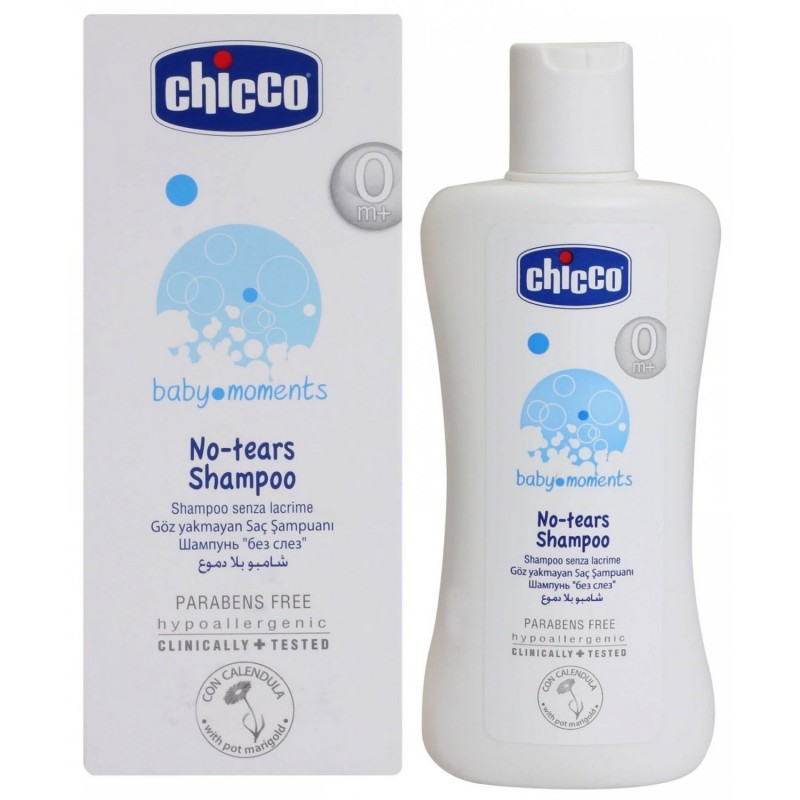 chicco
0
m+
baby moments
No-tears
Shampoo
Shampoo senza lacrime
Göz yakmayan Saç Şampuanı
Шампунь "без слез"
شامبو بلا دموع
PARABENS FREE
hypoallergenic
CLINICALLY + TESTED
CON CALENDULA
• with pot marigold •
chicco
0
m+
baby moments
No-tears
Shampoo
Shampoo senza lacrime
Göz yakmayan Saç Şampuanı
Шампунь "без слез"
شامبو بلا دموع
PARABENS FREE
hypoallergenic
CLINICALLY + TESTED
CON CALENDULA
• with pot marigold •